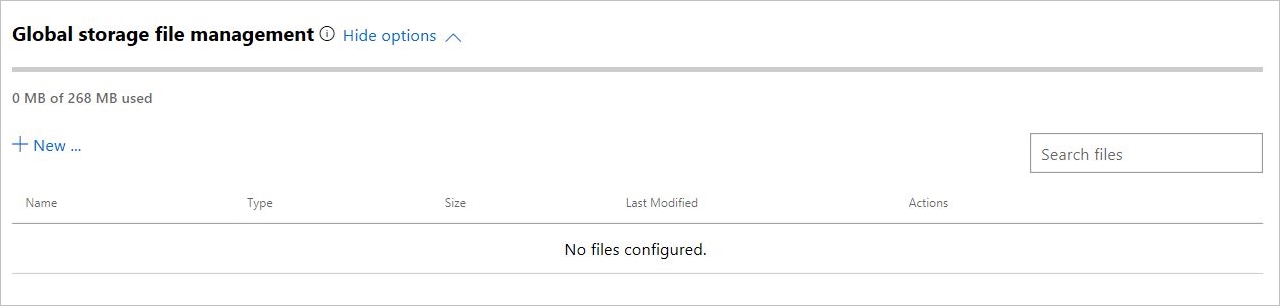 Global storage file management Hide options
0 MB of 268 MB used
New ...
Search files
Name Type Size Last Modified Actions
No files configured.